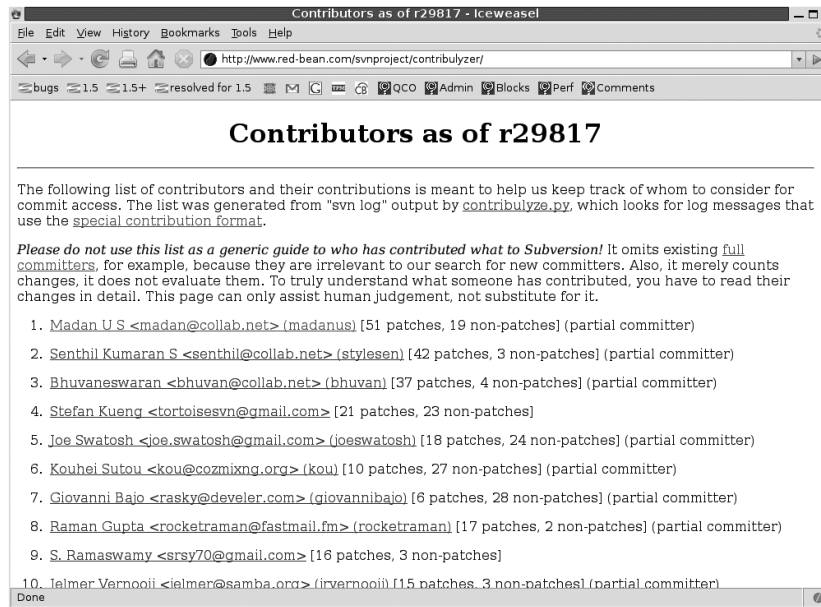 Contributors as of r29817 - Iceweasel
File Edit View History Bookmarks Tools Help
http://www.red-bean.com/svnproject/contribulyzer/
bugs 1.5 1.5+ resolved for 1.5 QCO Admin Blocks Perf Comments
Contributors as of r29817
The following list of contributors and their contributions is meant to help us keep track of whom to consider for
commit access. The list was generated from "svn log" output by contribulyze.py, which looks for log messages that
use the special contribution format.
Please do not use this list as a generic guide to who has contributed what to Subversion! It omits existing full
committers, for example, because they are irrelevant to our search for new committers. Also, it merely counts
changes, it does not evaluate them. To truly understand what someone has contributed, you have to read their
changes in detail. This page can only assist human judgement, not substitute for it.
1. Madan U S <madan@collab.net> (madanus) [51 patches, 19 non-patches] (partial committer)
2. Senthil Kumaran S <senthil@collab.net> (stylesen) [42 patches, 3 non-patches] (partial committer)
3. Bhuvaneswaran <bhuvan@collab.net> (bhuvan) [37 patches, 4 non-patches] (partial committer)
4. Stefan Kueng <tortoisesvn@gmail.com> [21 patches, 23 non-patches]
5. Joe Swatosh <joe.swatosh@gmail.com> (joeswatosh) [18 patches, 24 non-patches] (partial committer)
6. Kouhei Sutou <kou@cozmixng.org> (kou) [10 patches, 27 non-patches] (partial committer)
7. Giovanni Bajo <rasky@develer.com> (giovannibajo) [6 patches, 28 non-patches] (partial committer)
8. Raman Gupta <rocketraman@fastmail.fm> (rocketraman) [17 patches, 2 non-patches] (partial committer)
9. S. Ramaswamy <srsy70@gmail.com> [16 patches, 3 non-patches]
10. Jelmer Vernooij <jelmer@samba.org> (jrvernooij) [15 patches, 3 non-patches] (partial committer)
Done